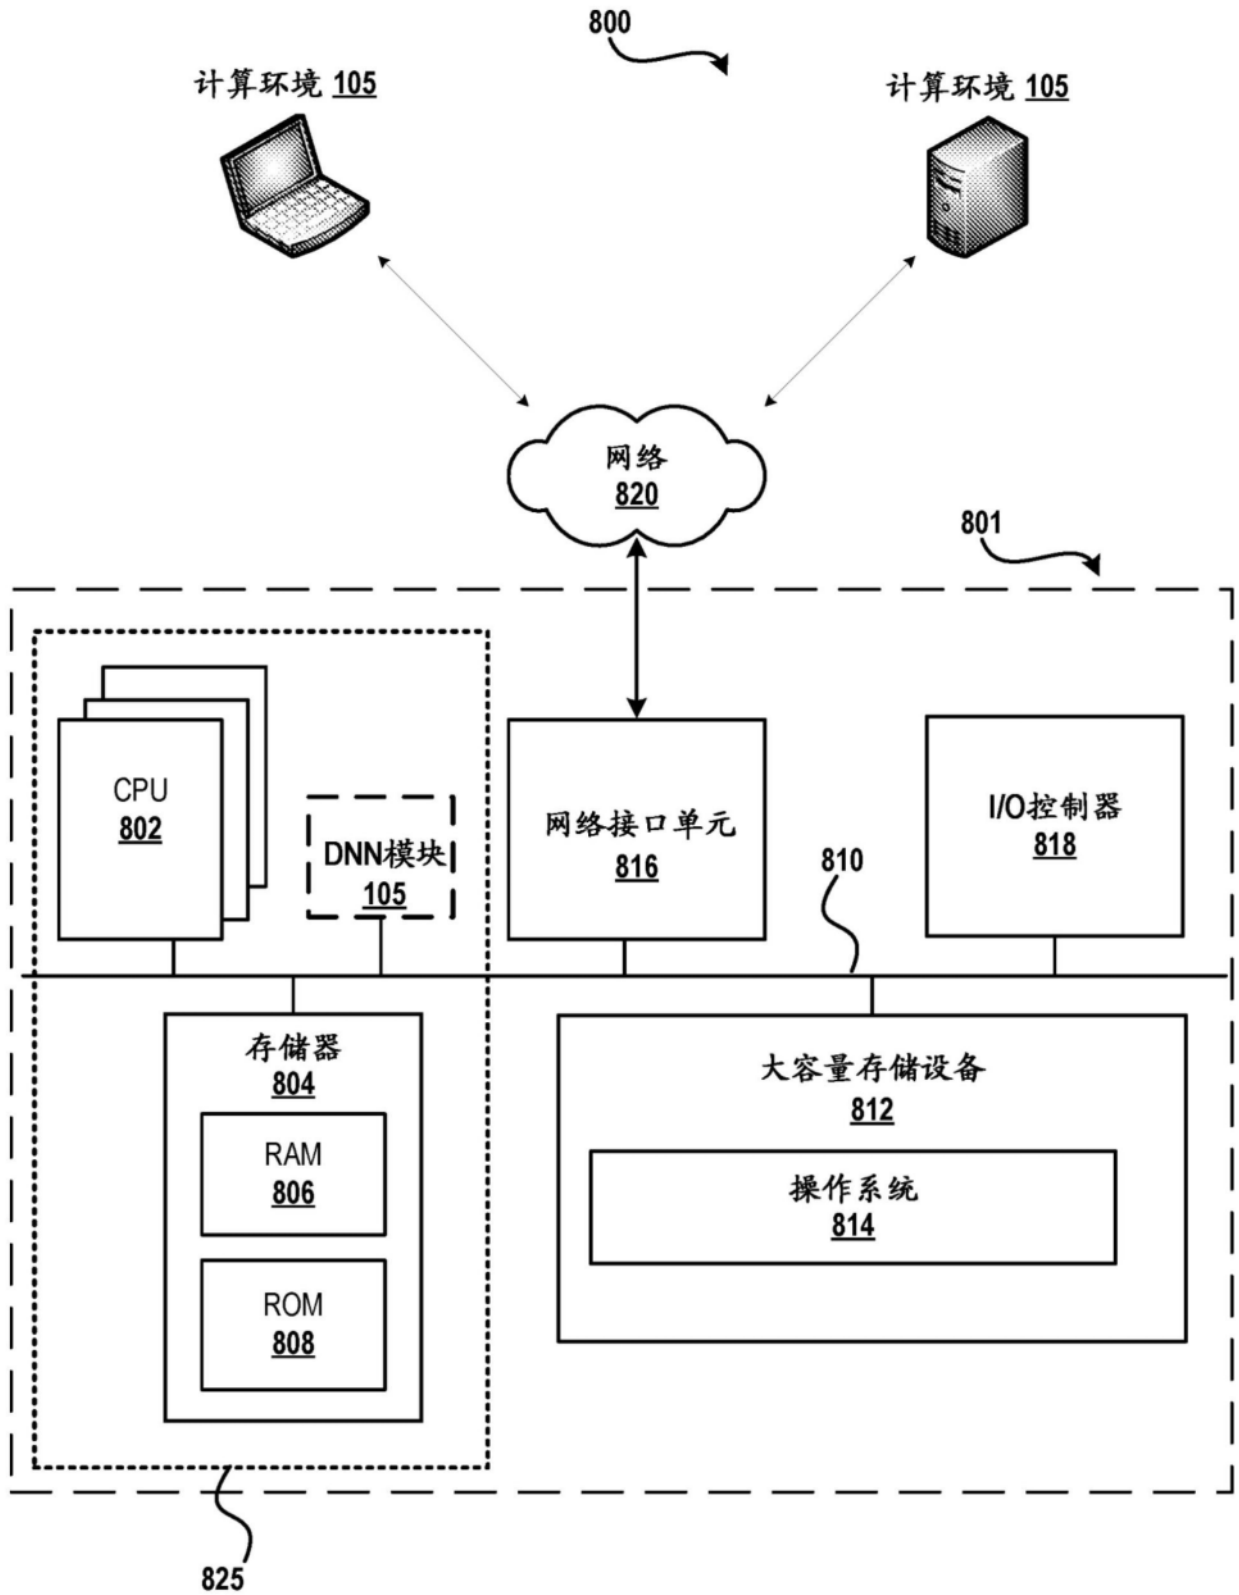 800
计算环境 105
计算环境 105
网络
820
801
CPU
802
DNN模块
105
网络接口单元
816
I/O控制器
818
810
存储器
804
RAM
806
ROM
808
大容量存储设备
812
操作系统
814
825